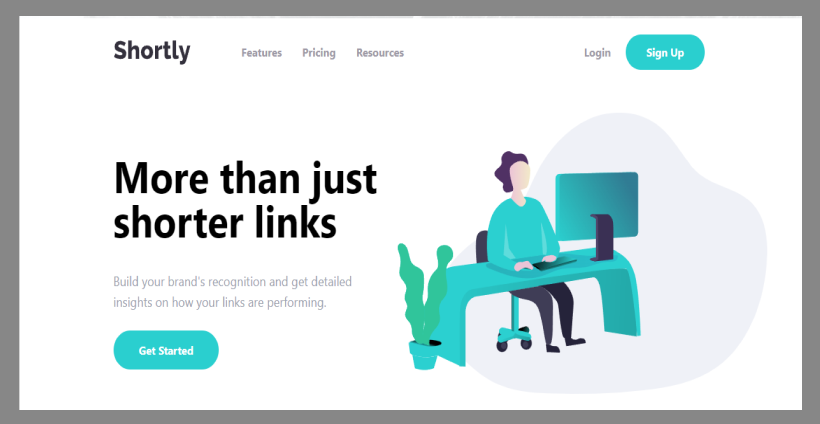 Shortly Features Pricing Resources Login Sign Up
More than just
shorter links
Build your brand's recognition and get detailed
insights on how your links are performing.
Get Started